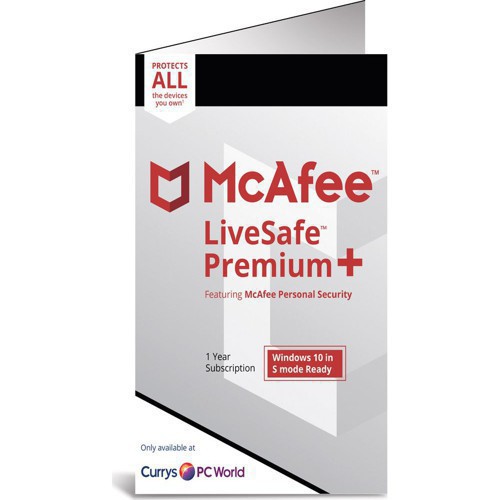 PROTECTS
ALL
the devices
you own¹
McAfee™
LiveSafe™
Premium+
Featuring McAfee Personal Security
1 Year
Subscription
Windows 10 in
S mode Ready
Only available at
Currys PC World